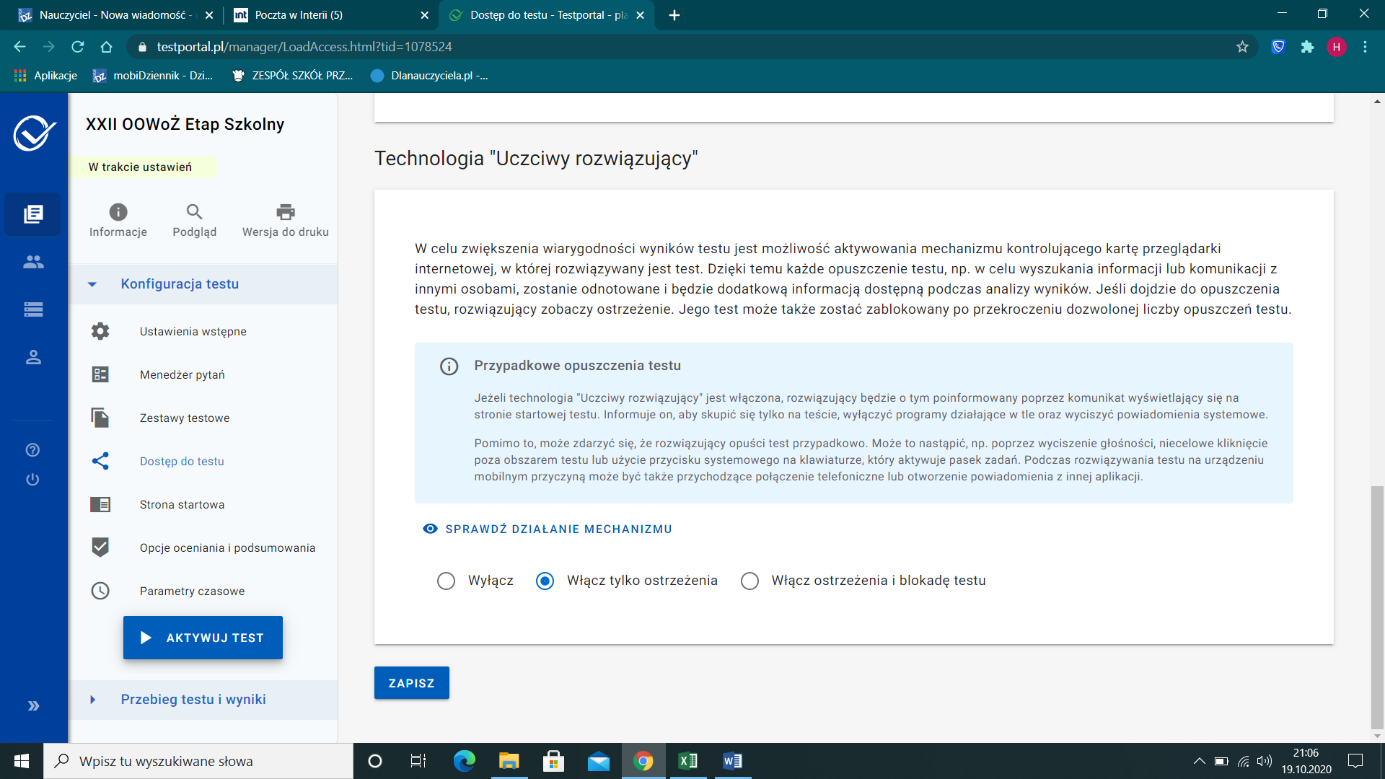 Nauczyciel - Nowa wiadomość -
Poczta w Interii (5)
Dostęp do testu - Testportal - pla
testportal.pl/manager/LoadAccess.html?tid=1078524
H
Aplikacje
mobiDziennik - Dzi...
ZESPÓŁ SZKÓŁ PRZ...
Dlanauczyciela.pl -...
XXII OOWoŻ Etap Szkolny
W trakcie ustawień
Informacje
Podgląd
Wersja do druku
Konfiguracja testu
Ustawienia wstępne
Menedżer pytań
Zestawy testowe
Dostęp do testu
Strona startowa
Opcje oceniania i podsumowania
Parametry czasowe
AKTYWUJ TEST
Przebieg testu i wyniki
Technologia "Uczciwy rozwiązujący"
W celu zwiększenia wiarygodności wyników testu jest możliwość aktywowania mechanizmu kontrolującego kartę przeglądarki
internetowej, w której rozwiązywany jest test. Dzięki temu każde opuszczenie testu, np. w celu wyszukania informacji lub komunikacji z
innymi osobami, zostanie odnotowane i będzie dodatkową informacją dostępną podczas analizy wyników. Jeśli dojdzie do opuszczenia
testu, rozwiązujący zobaczy ostrzeżenie. Jego test może także zostać zablokowany po przekroczeniu dozwolonej liczby opuszczeń testu.
Przypadkowe opuszczenia testu
Jeżeli technologia "Uczciwy rozwiązujący" jest włączona, rozwiązujący będzie o tym poinformowany poprzez komunikat wyświetlający się na
stronie startowej testu. Informuje on, aby skupić się tylko na teście, wyłączyć programy działające w tle oraz wyciszyć powiadomienia systemowe.
Pomimo to, może zdarzyć się, że rozwiązujący opuści test przypadkowo. Może to nastąpić, np. poprzez wyciszenie głośności, niecelowe kliknięcie
poza obszarem testu lub użycie przycisku systemowego na klawiaturze, który aktywuje pasek zadań. Podczas rozwiązywania testu na urządzeniu
mobilnym przyczyną może być także przychodzące połączenie telefoniczne lub otworzenie powiadomienia z innej aplikacji.
SPRAWDŹ DZIAŁANIE MECHANIZMU
Wyłącz
Włącz tylko ostrzeżenia
Włącz ostrzeżenia i blokadę testu
ZAPISZ
Wpisz tu wyszukiwane słowa
21:06
19.10.2020